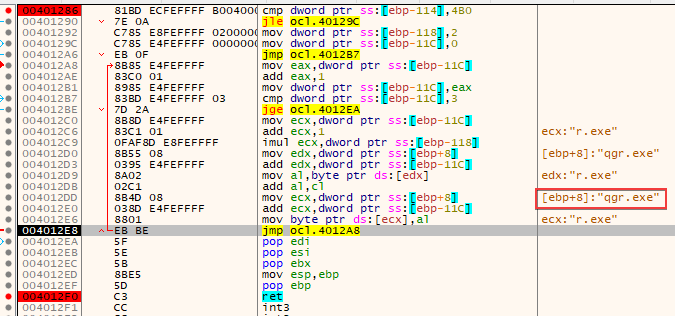 00401286 81BD ECFEFFFF B00400 cmp dword ptr ss:[ebp-114],4B0
00401290 7E 0A jle ocl.40129C
00401292 C785 E8FEFFFF 0200000 mov dword ptr ss:[ebp-118],2
0040129C C785 E4FEFFFF 0000000 mov dword ptr ss:[ebp-11C],0
004012A6 EB 0F jmp ocl.4012B7
004012A8 8B85 E4FEFFFF mov eax,dword ptr ss:[ebp-11C]
004012AE 83C0 01 add eax,1
004012B1 8985 E4FEFFFF mov dword ptr ss:[ebp-11C],eax
004012B7 83BD E4FEFFFF 03 cmp dword ptr ss:[ebp-11C],3
004012BE 7D 2A jge ocl.4012EA
004012C0 8B8D E4FEFFFF mov ecx,dword ptr ss:[ebp-11C]
004012C6 83C1 01 add ecx,1 ecx:"r.exe"
004012C9 0FAF8D E8FEFFFF imul ecx,dword ptr ss:[ebp-118]
004012D0 8B55 08 mov edx,dword ptr ss:[ebp+8] [ebp+8]:"qgr.exe"
004012D3 0395 E4FEFFFF add edx,dword ptr ss:[ebp-11C]
004012D9 8A02 mov al,byte ptr ds:[edx] edx:"r.exe"
004012DB 02C1 add al,cl
004012DD 8B4D 08 mov ecx,dword ptr ss:[ebp+8] [ebp+8]:"qgr.exe"
004012E0 038D E4FEFFFF add ecx,dword ptr ss:[ebp-11C]
004012E6 8801 mov byte ptr ds:[ecx],al ecx:"r.exe"
004012E8 EB BE jmp ocl.4012A8
004012EA 5F pop edi
004012EB 5E pop esi
004012EC 5B pop ebx
004012ED 8BE5 mov esp,ebp
004012EF 5D pop ebp
004012F0 C3 ret
004012F1 CC int3